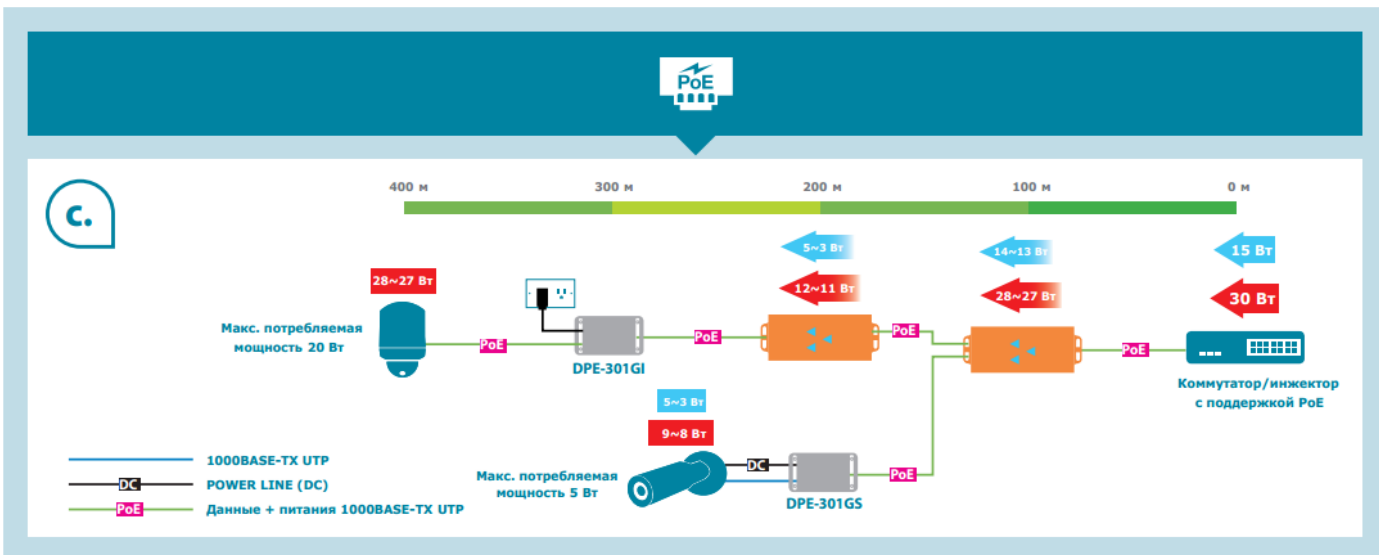 PoE
c.
400 м
300 м
200 м
100 м
0 м
5~3 Вт
14~13 Вт
15 Вт
28~27 Вт
12~11 Вт
28~27 Вт
30 Вт
Макс. потребляемая
мощность 20 Вт
PoE
DPE-301GI
PoE
PoE
PoE
Коммутатор/инжектор
с поддержкой PoE
5~3 Вт
9~8 Вт
Макс. потребляемая
мощность 5 Вт
DC
DPE-301GS
PoE
1000BASE-TX UTP
DC POWER LINE (DC)
PoE Данные + питания 1000BASE-TX UTP